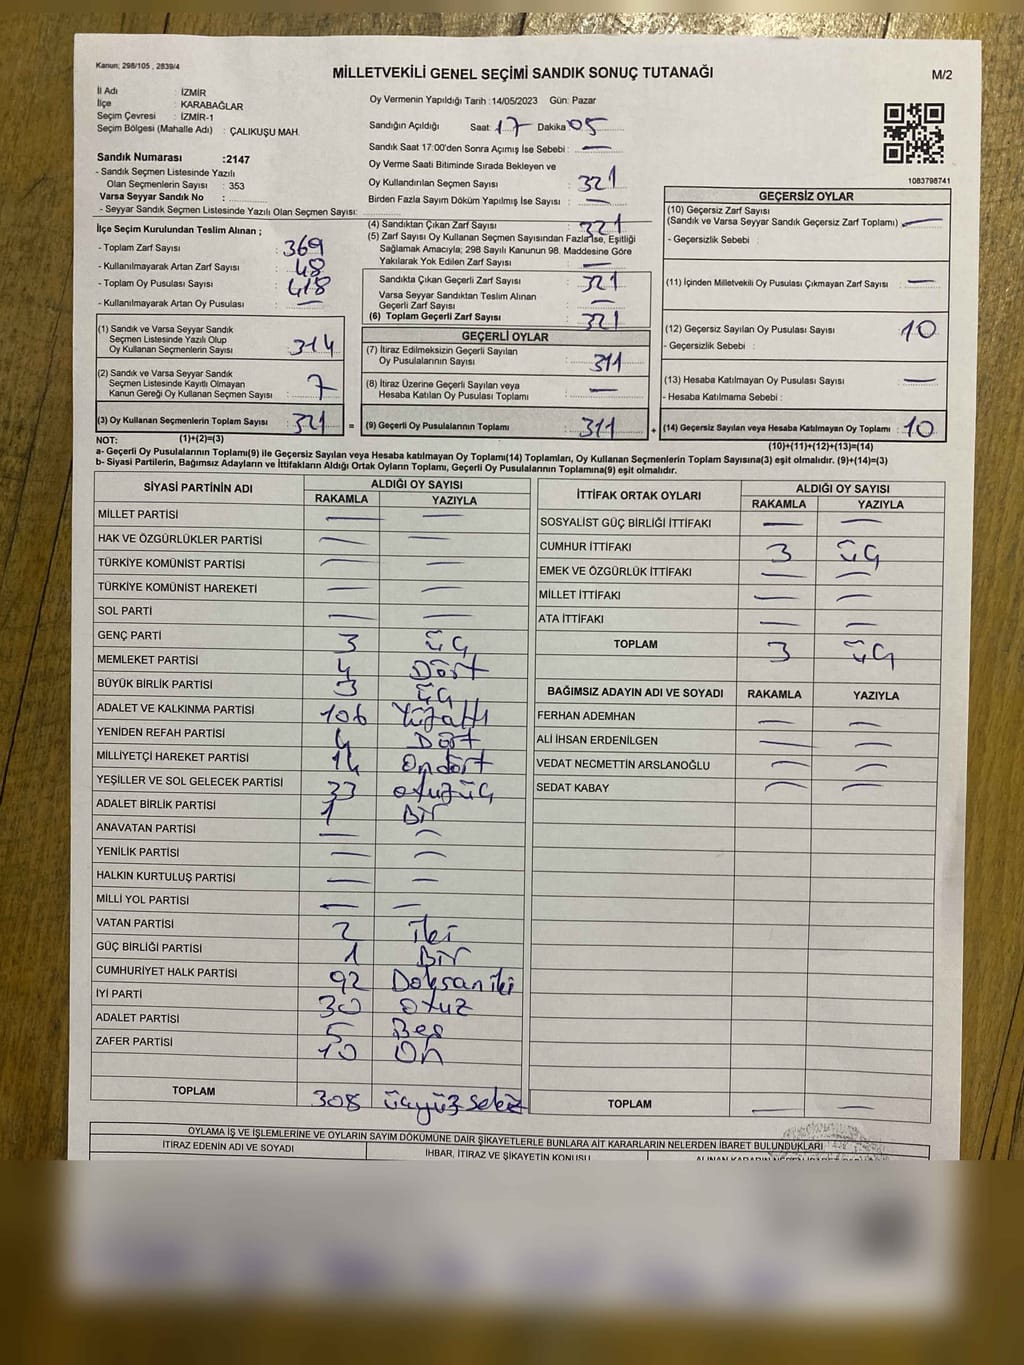 Kanun; 298/105 , 2839/4
MİLLETVEKİLİ GENEL SEÇİMİ SANDIK SONUÇ TUTANAĞI
M/2
İl Adı : İZMİR
İlçe : KARABAĞLAR
Seçim Çevresi : İZMİR-1
Seçim Bölgesi (Mahalle Adı) : ÇALIKUŞU MAH.
Sandık Numarası :2147
- Sandık Seçmen Listesinde Yazılı
Olan Seçmenlerin Sayısı : 353
Varsa Seyyar Sandık No :
- Seyyar Sandık Seçmen Listesinde Yazılı Olan Seçmen Sayısı:
Oy Vermenin Yapıldığı Tarih :14/05/2023 Gün: Pazar
Sandığın Açıldığı Saat: 17 Dakika 05
Sandık Saat 17:00'den Sonra Açımış İse Sebebi : —
Oy Verme Saati Bitiminde Sırada Bekleyen ve
Oy Kullandırılan Seçmen Sayısı : 321
Birden Fazla Sayım Döküm Yapılmış İse Sayısı : —
1083798741
İlçe Seçim Kurulundan Teslim Alınan ;
- Toplam Zarf Sayısı : 369
- Kullanılmayarak Artan Zarf Sayısı : 48
- Toplam Oy Pusulası Sayısı : 418
- Kullanılmayarak Artan Oy Pusulası : —
(4) Sandıktan Çıkan Zarf Sayısı : 321
(5) Zarf Sayısı Oy Kullanan Seçmen Sayısından Fazla İse, Eşitliği
Sağlamak Amacıyla; 298 Sayılı Kanunun 98. Maddesine Göre
Yakılarak Yok Edilen Zarf Sayısı : —
Sandıkta Çıkan Geçerli Zarf Sayısı : 321
Varsa Seyyar Sandıktan Teslim Alınan
Geçerli Zarf Sayısı : —
(6) Toplam Geçerli Zarf Sayısı : 321
GEÇERSİZ OYLAR
(10) Geçersiz Zarf Sayısı
(Sandık ve Varsa Seyyar Sandık Geçersiz Zarf Toplamı) : —
- Geçersizlik Sebebi :
(11) İçinden Milletvekili Oy Pusulası Çıkmayan Zarf Sayısı : —
(12) Geçersiz Sayılan Oy Pusulası Sayısı : 10
- Geçersizlik Sebebi :
(13) Hesaba Katılmayan Oy Pusulası Sayısı : —
- Hesaba Katılmama Sebebi :
(1) Sandık ve Varsa Seyyar Sandık
Seçmen Listesinde Yazılı Olup
Oy Kullanan Seçmenlerin Sayısı : 314
(2) Sandık ve Varsa Seyyar Sandık
Seçmen Listesinde Kayıtlı Olmayan
Kanun Gereği Oy Kullanan Seçmen Sayısı : 7
GEÇERLİ OYLAR
(7) İtiraz Edilmeksizin Geçerli Sayılan
Oy Pusulalarının Sayısı : 311
(8) İtiraz Üzerine Geçerli Sayılan veya
Hesaba Katılan Oy Pusulası Toplamı : —
(3) Oy Kullanan Seçmenlerin Toplam Sayısı : 321 = (9) Geçerli Oy Pusulalarının Toplamı : 311 + (14) Geçersiz Sayılan veya Hesaba Katılmayan Oy Toplamı : 10
NOT: (1)+(2)=(3) (10)+(11)+(12)+(13)=(14)
a- Geçerli Oy Pusulalarının Toplamı(9) ile Geçersiz Sayılan veya Hesaba katılmayan Oy Toplamı(14) Toplamları, Oy Kullanan Seçmenlerin Toplam Sayısına(3) eşit olmalıdır. (9)+(14)=(3)
b- Siyasi Partilerin, Bağımsız Adayların ve İttifakların Aldığı Ortak Oyların Toplamı, Geçerli Oy Pusulalarının Toplamına(9) eşit olmalıdır.
SİYASİ PARTİNİN ADI ALDIĞI OY SAYISI
RAKAMLA YAZIYLA
MİLLET PARTİSİ — —
HAK VE ÖZGÜRLÜKLER PARTİSİ — —
TÜRKİYE KOMÜNİST PARTİSİ — —
TÜRKİYE KOMÜNİST HAREKETİ — —
SOL PARTİ — —
GENÇ PARTİ 3 üç
MEMLEKET PARTİSİ 4 Dört
BÜYÜK BİRLİK PARTİSİ 3 üç
ADALET VE KALKINMA PARTİSİ 106 Yüzaltı
YENİDEN REFAH PARTİSİ 4 Dört
MİLLİYETÇİ HAREKET PARTİSİ 14 Ondört
YEŞİLLER VE SOL GELECEK PARTİSİ 33 otuzüç
ADALET BİRLİK PARTİSİ 1 Bir
ANAVATAN PARTİSİ — —
YENİLİK PARTİSİ — —
HALKIN KURTULUŞ PARTİSİ — —
MİLLİ YOL PARTİSİ — —
VATAN PARTİSİ 2 İki
GÜÇ BİRLİĞİ PARTİSİ 1 Bir
CUMHURİYET HALK PARTİSİ 92 Doksan iki
İYİ PARTİ 30 otuz
ADALET PARTİSİ 5 Beş
ZAFER PARTİSİ 10 On
TOPLAM 308 üçyüz sekiz
İTTİFAK ORTAK OYLARI ALDIĞI OY SAYISI
RAKAMLA YAZIYLA
SOSYALİST GÜÇ BİRLİĞİ İTTİFAKI — —
CUMHUR İTTİFAKI 3 üç
EMEK VE ÖZGÜRLÜK İTTİFAKI — —
MİLLET İTTİFAKI — —
ATA İTTİFAKI — —
TOPLAM 3 üç
BAĞIMSIZ ADAYIN ADI VE SOYADI RAKAMLA YAZIYLA
FERHAN ADEMHAN — —
ALİ İHSAN ERDENİLGEN — —
VEDAT NECMETTİN ARSLANOĞLU — —
SEDAT KABAY — —
TOPLAM — —
OYLAMA İŞ VE İŞLEMLERİNE VE OYLARIN SAYIM DÖKÜMÜNE DAİR ŞİKAYETLERLE BUNLARA AİT KARARLARIN NELERDEN İBARET BULUNDUKLARI
İTİRAZ EDENİN ADI VE SOYADI İHBAR, İTİRAZ VE ŞİKAYETİN KONUSU